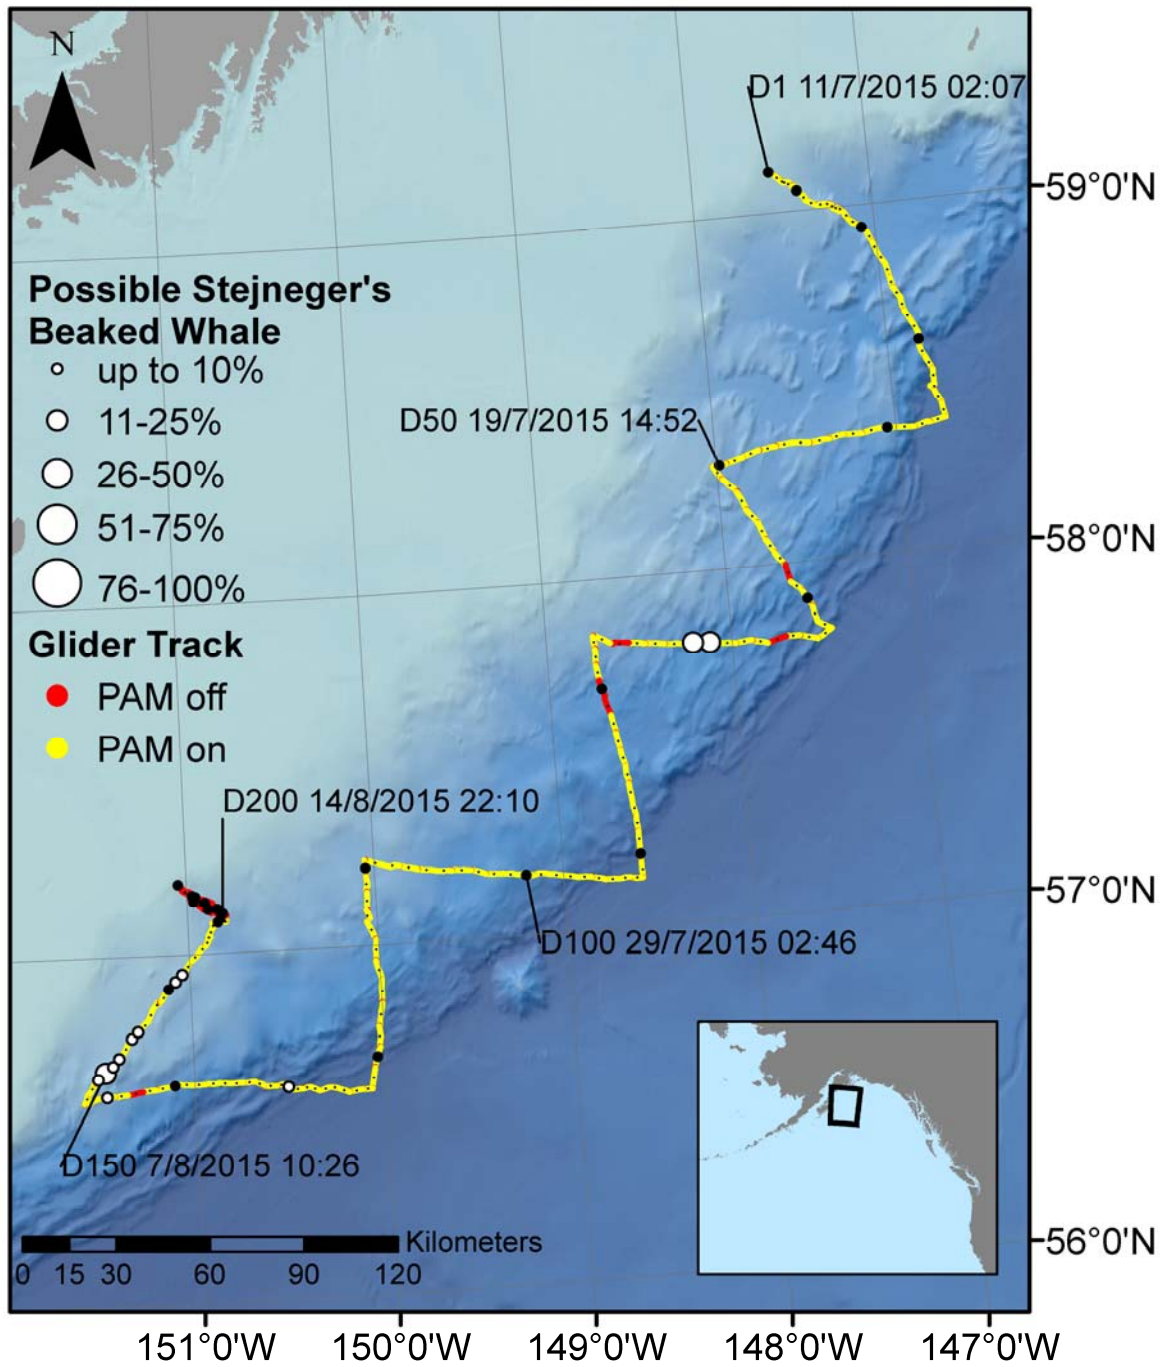 N
D1 11/7/2015 02:07
59°0'N
Possible Stejneger's
Beaked Whale
up to 10%
11-25%
26-50%
51-75%
76-100%
D50 19/7/2015 14:52
58°0'N
Glider Track
PAM off
PAM on
D200 14/8/2015 22:10
57°0'N
D100 29/7/2015 02:46
D150 7/8/2015 10:26
56°0'N
Kilometers
0 15 30 60 90 120
151°0'W 150°0'W 149°0'W 148°0'W 147°0'W